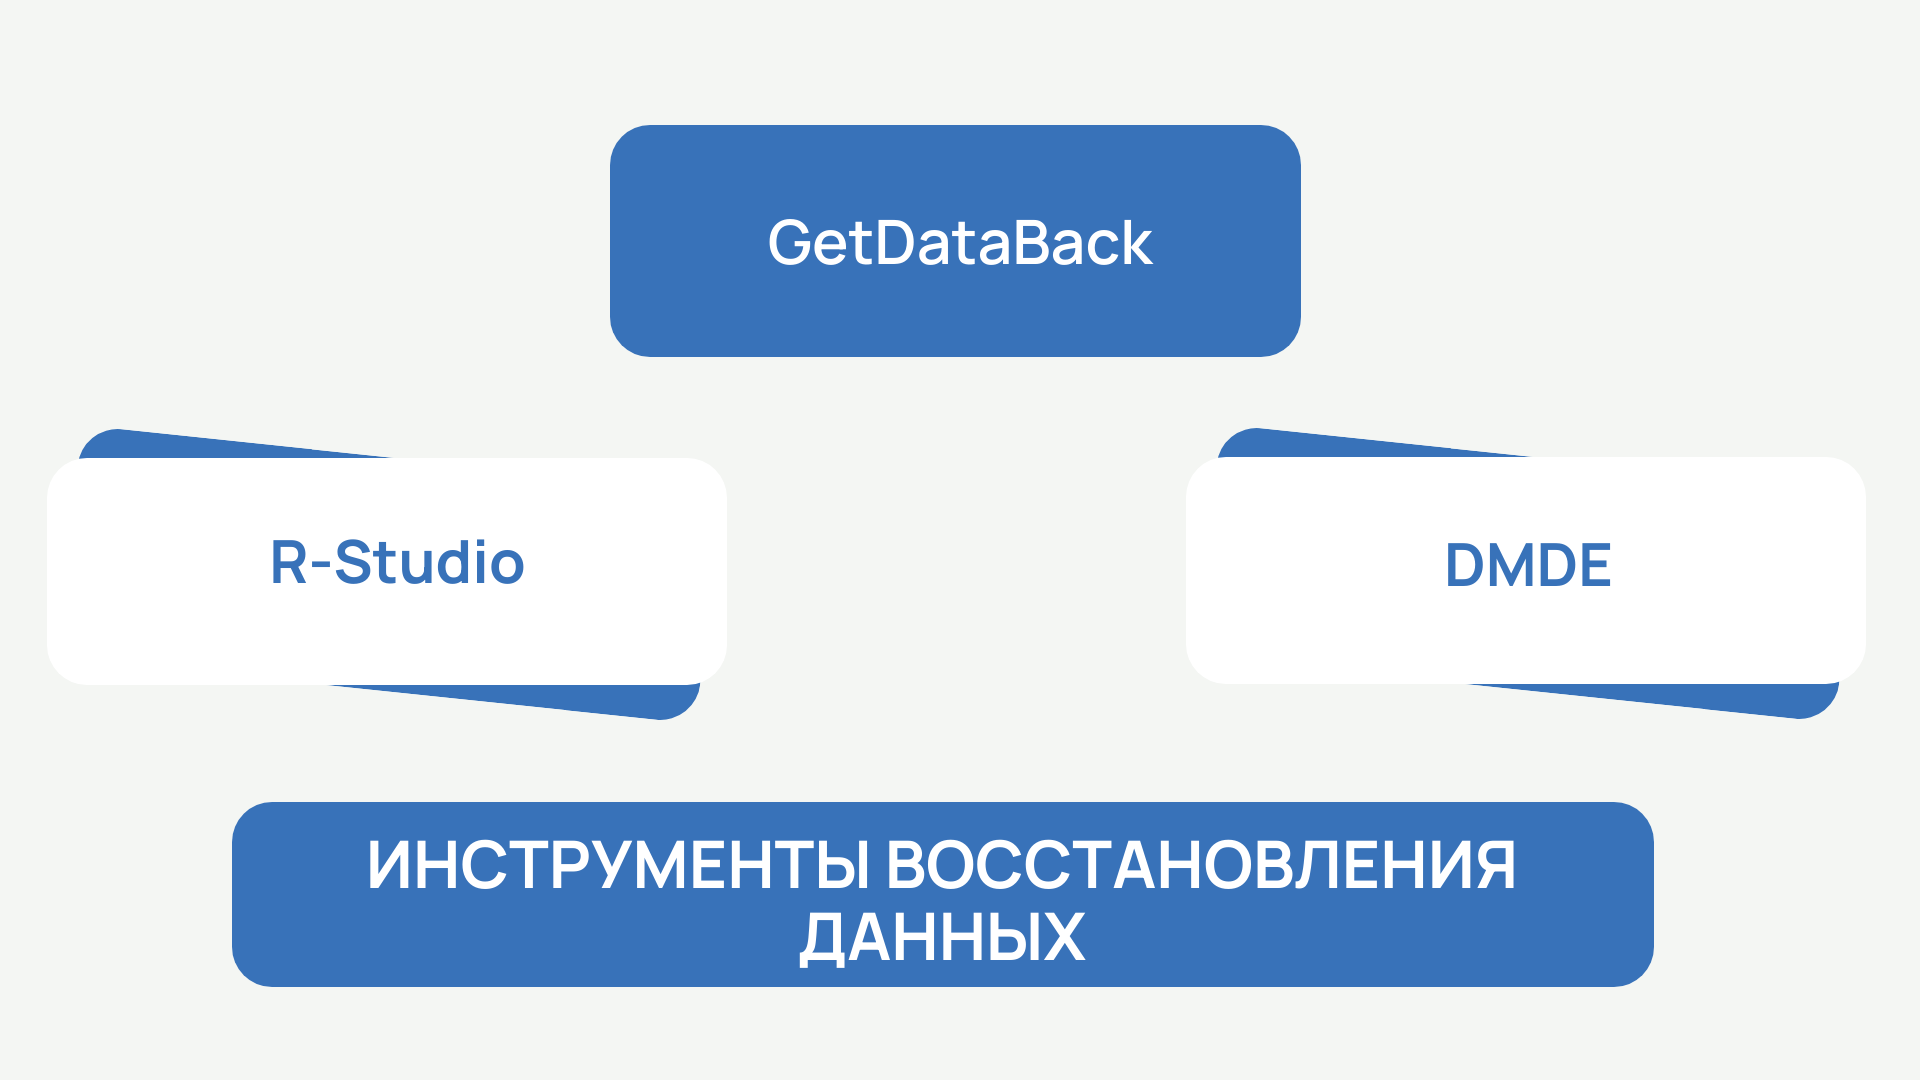 GetDataBack
R-Studio
DMDE
ИНСТРУМЕНТЫ ВОССТАНОВЛЕНИЯ
ДАННЫХ